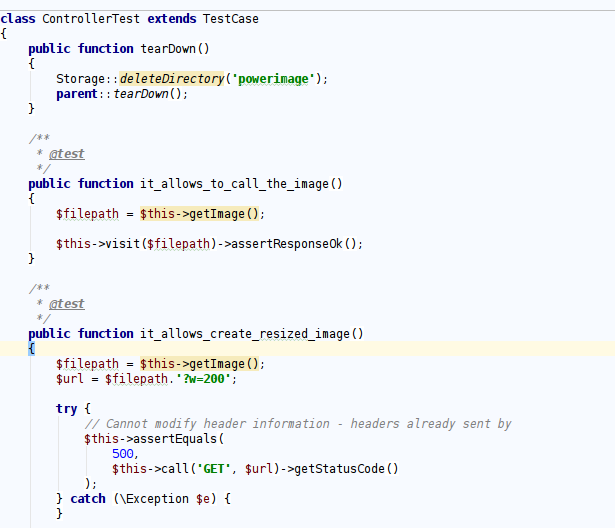 class ControllerTest extends TestCase
{
    public function tearDown()
    {
        Storage::deleteDirectory('powerimage');
        parent::tearDown();
    }

    /**
     * @test
     */
    public function it_allows_to_call_the_image()
    {
        $filepath = $this->getImage();

        $this->visit($filepath)->assertResponseOk();
    }

    /**
     * @test
     */
    public function it_allows_create_resized_image()
    {
        $filepath = $this->getImage();
        $url = $filepath.'?w=200';

        try {
            // Cannot modify header information - headers already sent by
            $this->assertEquals(
                500,
                $this->call('GET', $url)->getStatusCode()
            );
        } catch (\Exception $e) {
        }